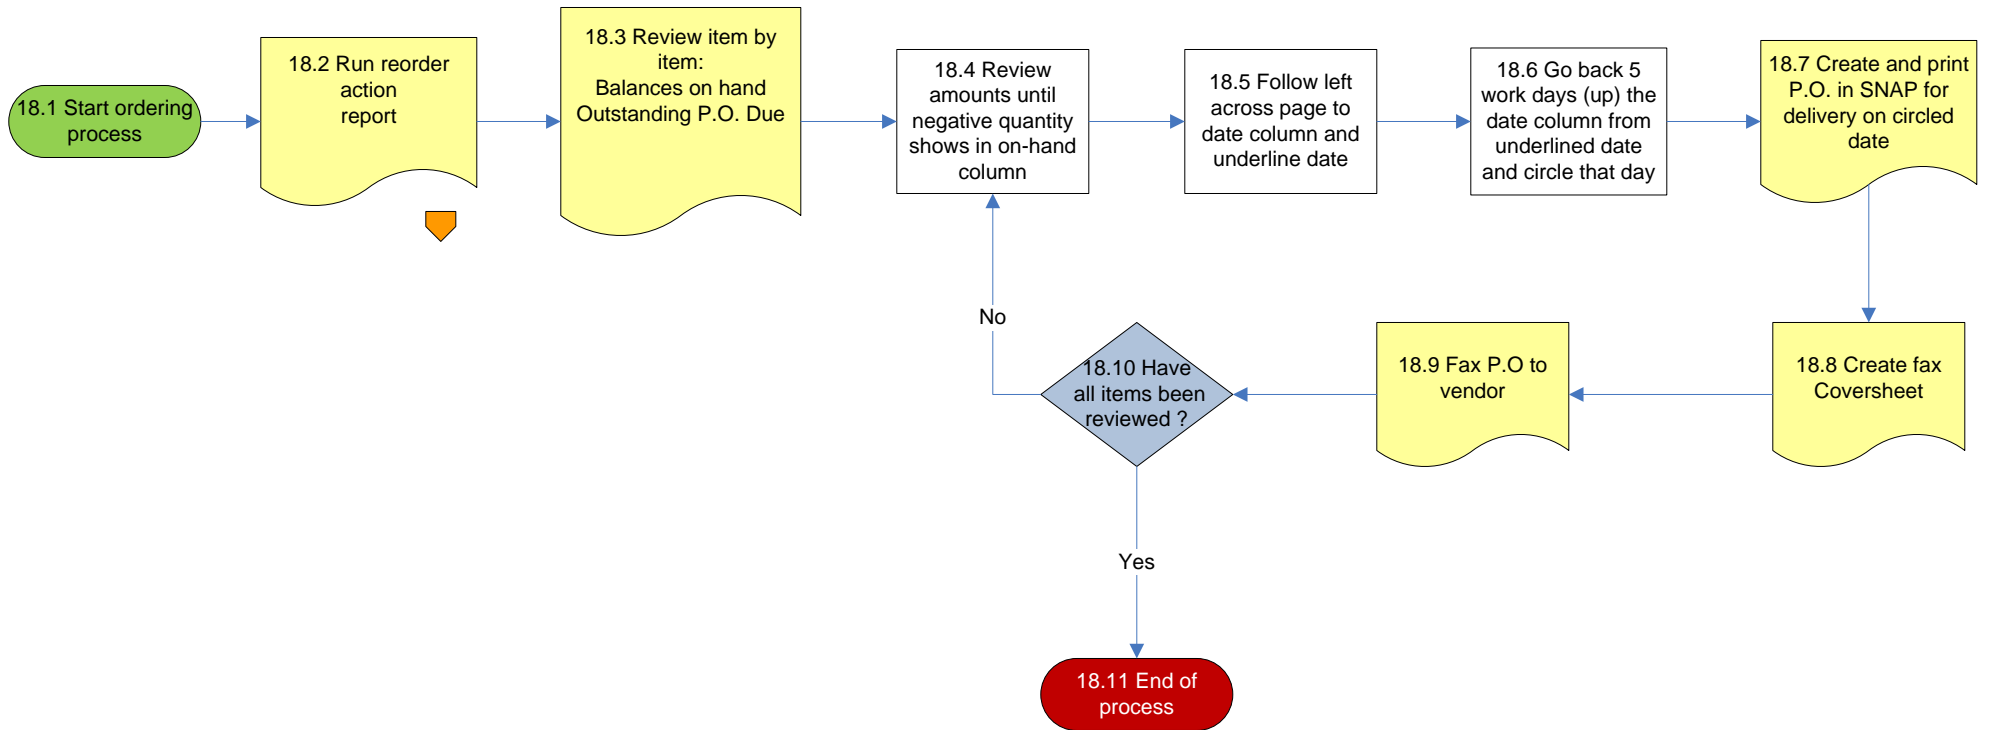 18.1 Start ordering
process
18.2 Run reorder
action
report
18.3 Review item by
item:
Balances on hand
Outstanding P.O. Due
18.4 Review
amounts until
negative quantity
shows in on-hand
column
18.5 Follow left
across page to
date column and
underline date
18.6 Go back 5
work days (up) the
date column from
underlined date
and circle that day
18.7 Create and print
P.O. in SNAP for
delivery on circled
date
18.8 Create fax
Coversheet
18.9 Fax P.O to
vendor
18.10 Have
all items been
reviewed ?
No
Yes
18.11 End of
process